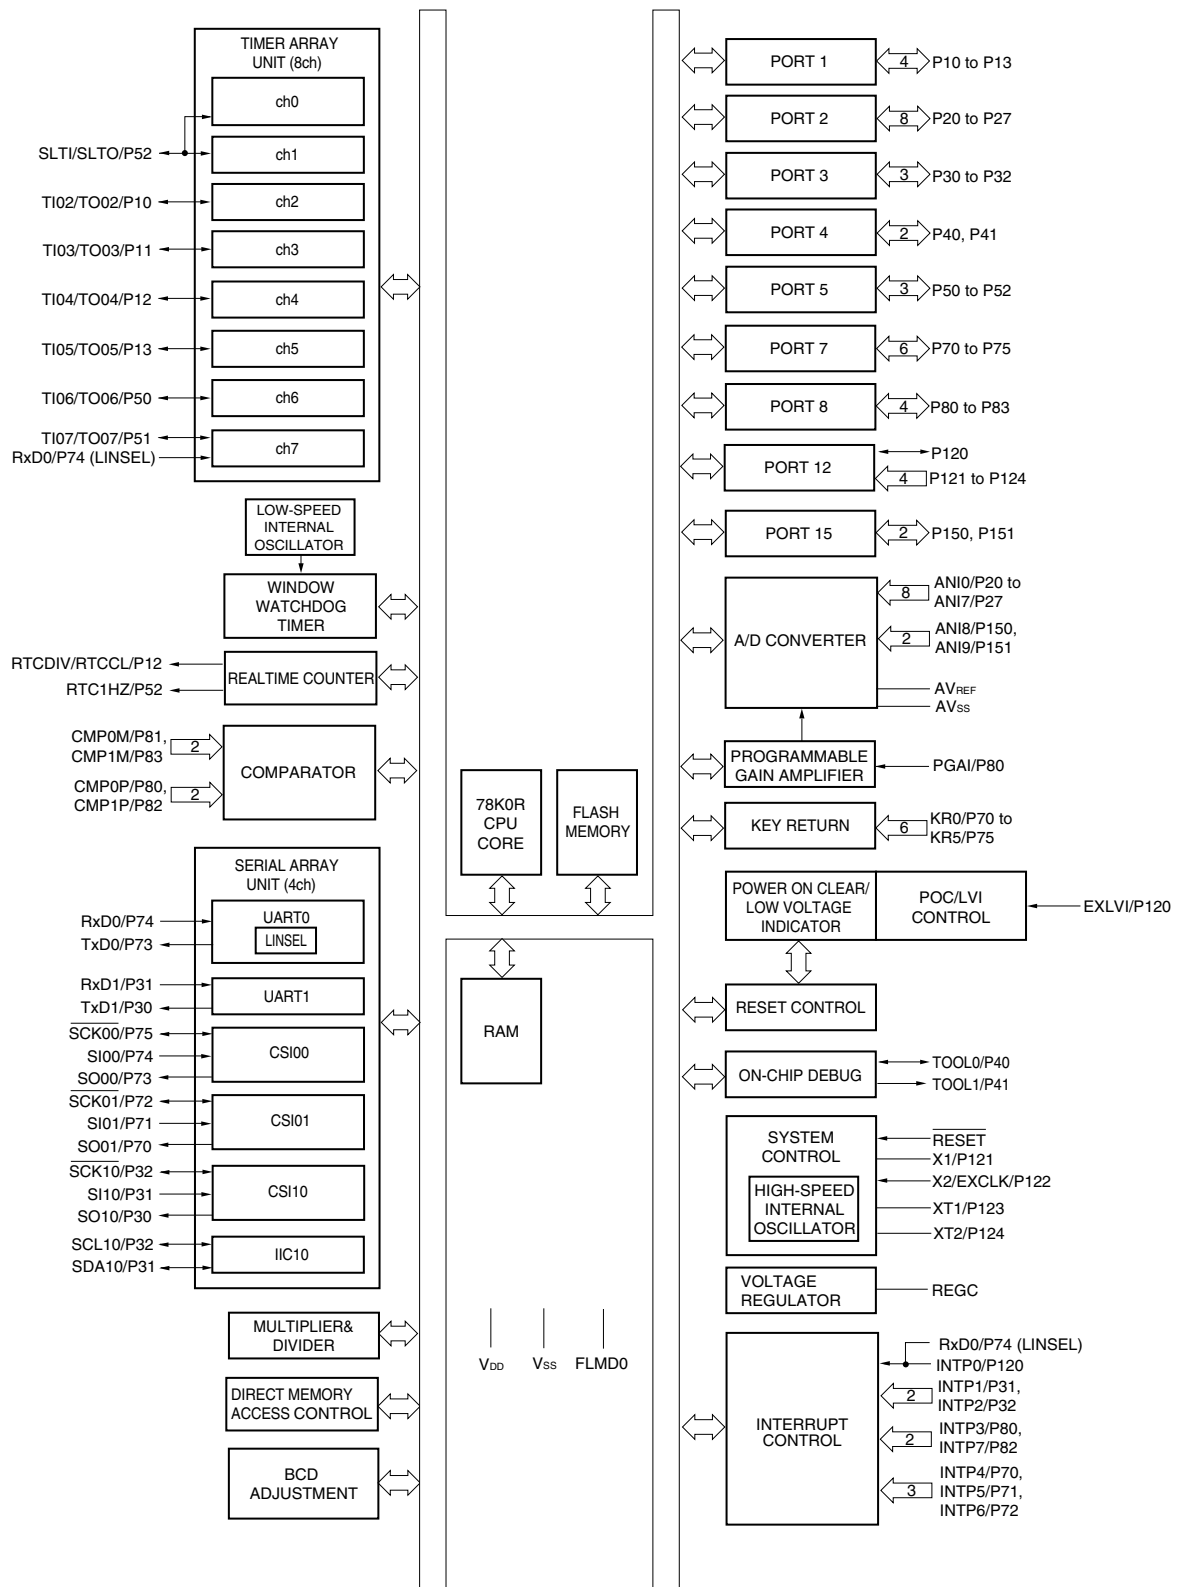 TIMER ARRAY
UNIT (8ch)
ch0
SLTI/SLTO/P52
ch1
TI02/TO02/P10
ch2
TI03/TO03/P11
ch3
TI04/TO04/P12
ch4
TI05/TO05/P13
ch5
TI06/TO06/P50
ch6
TI07/TO07/P51
RxD0/P74 (LINSEL)
ch7
LOW-SPEED
INTERNAL
OSCILLATOR
WINDOW
WATCHDOG
TIMER
RTCDIV/RTCCL/P12
RTC1HZ/P52
REALTIME COUNTER
CMP0M/P81,
CMP1M/P83
2
CMP0P/P80,
CMP1P/P82
2
COMPARATOR
SERIAL ARRAY
UNIT (4ch)
RxD0/P74
TxD0/P73
UART0
LINSEL
RxD1/P31
TxD1/P30
UART1
SCK00/P75
SI00/P74
SO00/P73
CSI00
SCK01/P72
SI01/P71
SO01/P70
CSI01
SCK10/P32
SI10/P31
SO10/P30
CSI10
SCL10/P32
SDA10/P31
IIC10
MULTIPLIER&
DIVIDER
DIRECT MEMORY
ACCESS CONTROL
BCD
ADJUSTMENT
78K0R
CPU
CORE
FLASH
MEMORY
RAM
VDD
VSS
FLMD0
PORT 1
4
P10 to P13
PORT 2
8
P20 to P27
PORT 3
3
P30 to P32
PORT 4
2
P40, P41
PORT 5
3
P50 to P52
PORT 7
6
P70 to P75
PORT 8
4
P80 to P83
PORT 12
P120
4
P121 to P124
PORT 15
2
P150, P151
A/D CONVERTER
8
ANI0/P20 to
ANI7/P27
2
ANI8/P150,
ANI9/P151
AVREF
AVSS
PROGRAMMABLE
GAIN AMPLIFIER
PGAI/P80
KEY RETURN
6
KR0/P70 to
KR5/P75
POWER ON CLEAR/
LOW VOLTAGE
INDICATOR
POC/LVI
CONTROL
EXLVI/P120
RESET CONTROL
ON-CHIP DEBUG
TOOL0/P40
TOOL1/P41
SYSTEM
CONTROL
HIGH-SPEED
INTERNAL
OSCILLATOR
RESET
X1/P121
X2/EXCLK/P122
XT1/P123
XT2/P124
VOLTAGE
REGULATOR
REGC
INTERRUPT
CONTROL
RxD0/P74 (LINSEL)
INTP0/P120
2
INTP1/P31,
INTP2/P32
2
INTP3/P80,
INTP7/P82
3
INTP4/P70,
INTP5/P71,
INTP6/P72